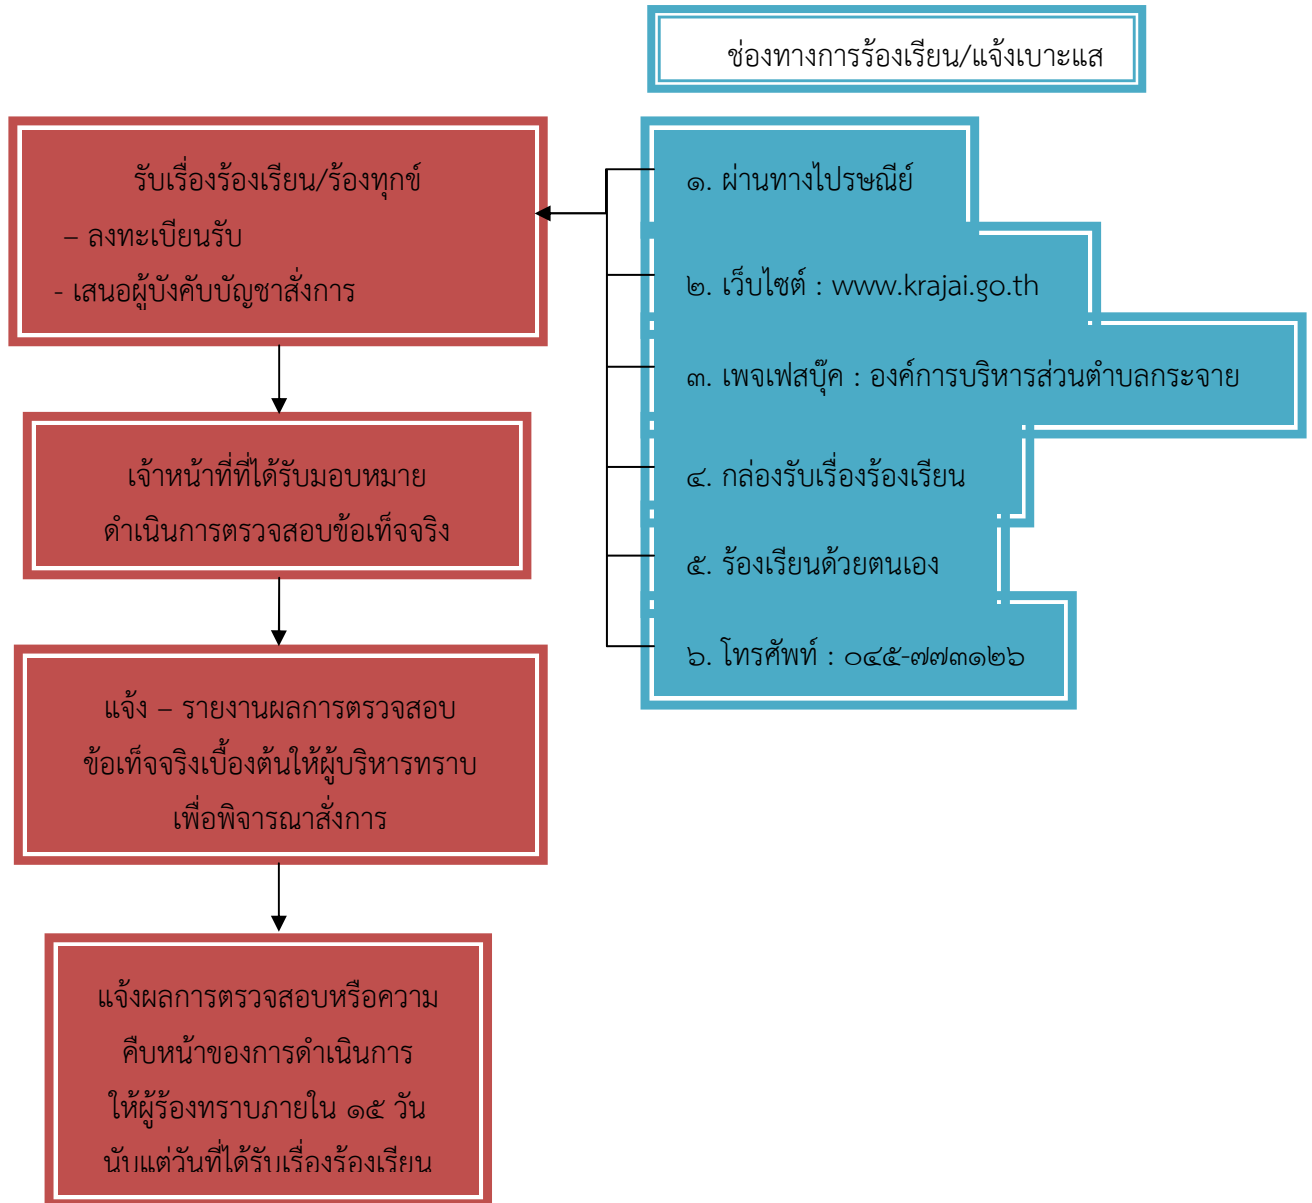 ช่องทางการร้องเรียน/แจ้งเบาะแส
รับเรื่องร้องเรียน/ร้องทุกข์
– ลงทะเบียนรับ
- เสนอผู้บังคับบัญชาสั่งการ
เจ้าหน้าที่ที่ได้รับมอบหมาย
ดำเนินการตรวจสอบข้อเท็จจริง
แจ้ง – รายงานผลการตรวจสอบ
ข้อเท็จจริงเบื้องต้นให้ผู้บริหารทราบ
เพื่อพิจารณาสั่งการ
แจ้งผลการตรวจสอบหรือความ
คืบหน้าของการดำเนินการ
ให้ผู้ร้องทราบภายใน ๑๕ วัน
นับแต่วันที่ได้รับเรื่องร้องเรียน
๑. ผ่านทางไปรษณีย์
๒. เว็บไซต์ : www.krajai.go.th
๓. เพจเฟสบุ๊ค : องค์การบริหารส่วนตำบลกระจาย
๔. กล่องรับเรื่องร้องเรียน
๕. ร้องเรียนด้วยตนเอง
๖. โทรศัพท์ : ๐๔๕-๗๗๓๑๒๖